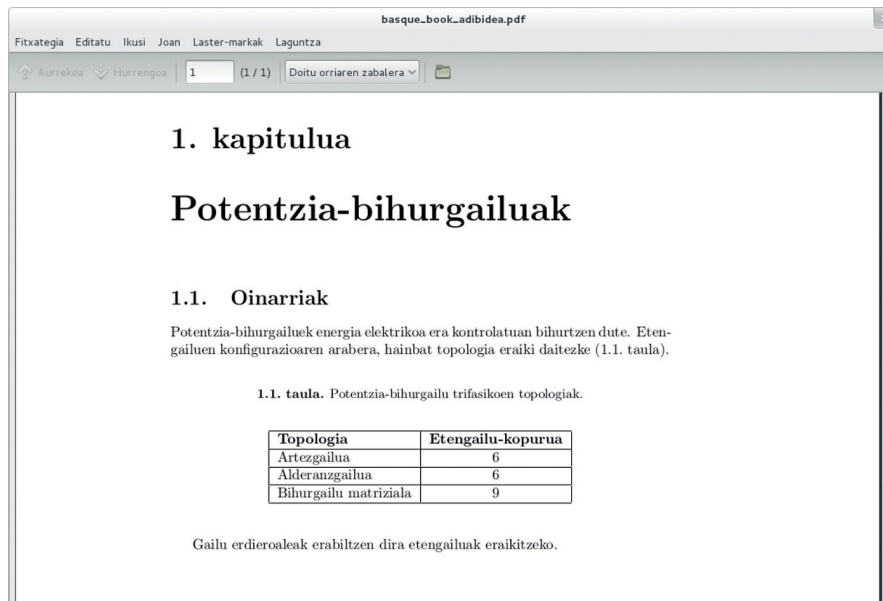 basque_book_adibidea.pdf
Fitxategia Editatu Ikusi Joan Laster-markak Laguntza
Aurrekoa Hurrengoa 1 (1 / 1) Doitu orriaren zabalera
1. kapitulua
Potentzia-bihurgailuak
1.1. Oinarriak
Potentzia-bihurgailuek energia elektrikoa era kontrolatuan bihurtzen dute. Eten-
gailuen konfigurazioaren arabera, hainbat topologia eraiki daitezke (1.1. taula).
1.1. taula. Potentzia-bihurgailu trifasikoen topologiak.
Topologia Etengailu-kopurua
Artezgailua 6
Alderanzgailua 6
Bihurgailu matriziala 9
Gailu erdieroaleak erabiltzen dira etengailuak eraikitzeko.